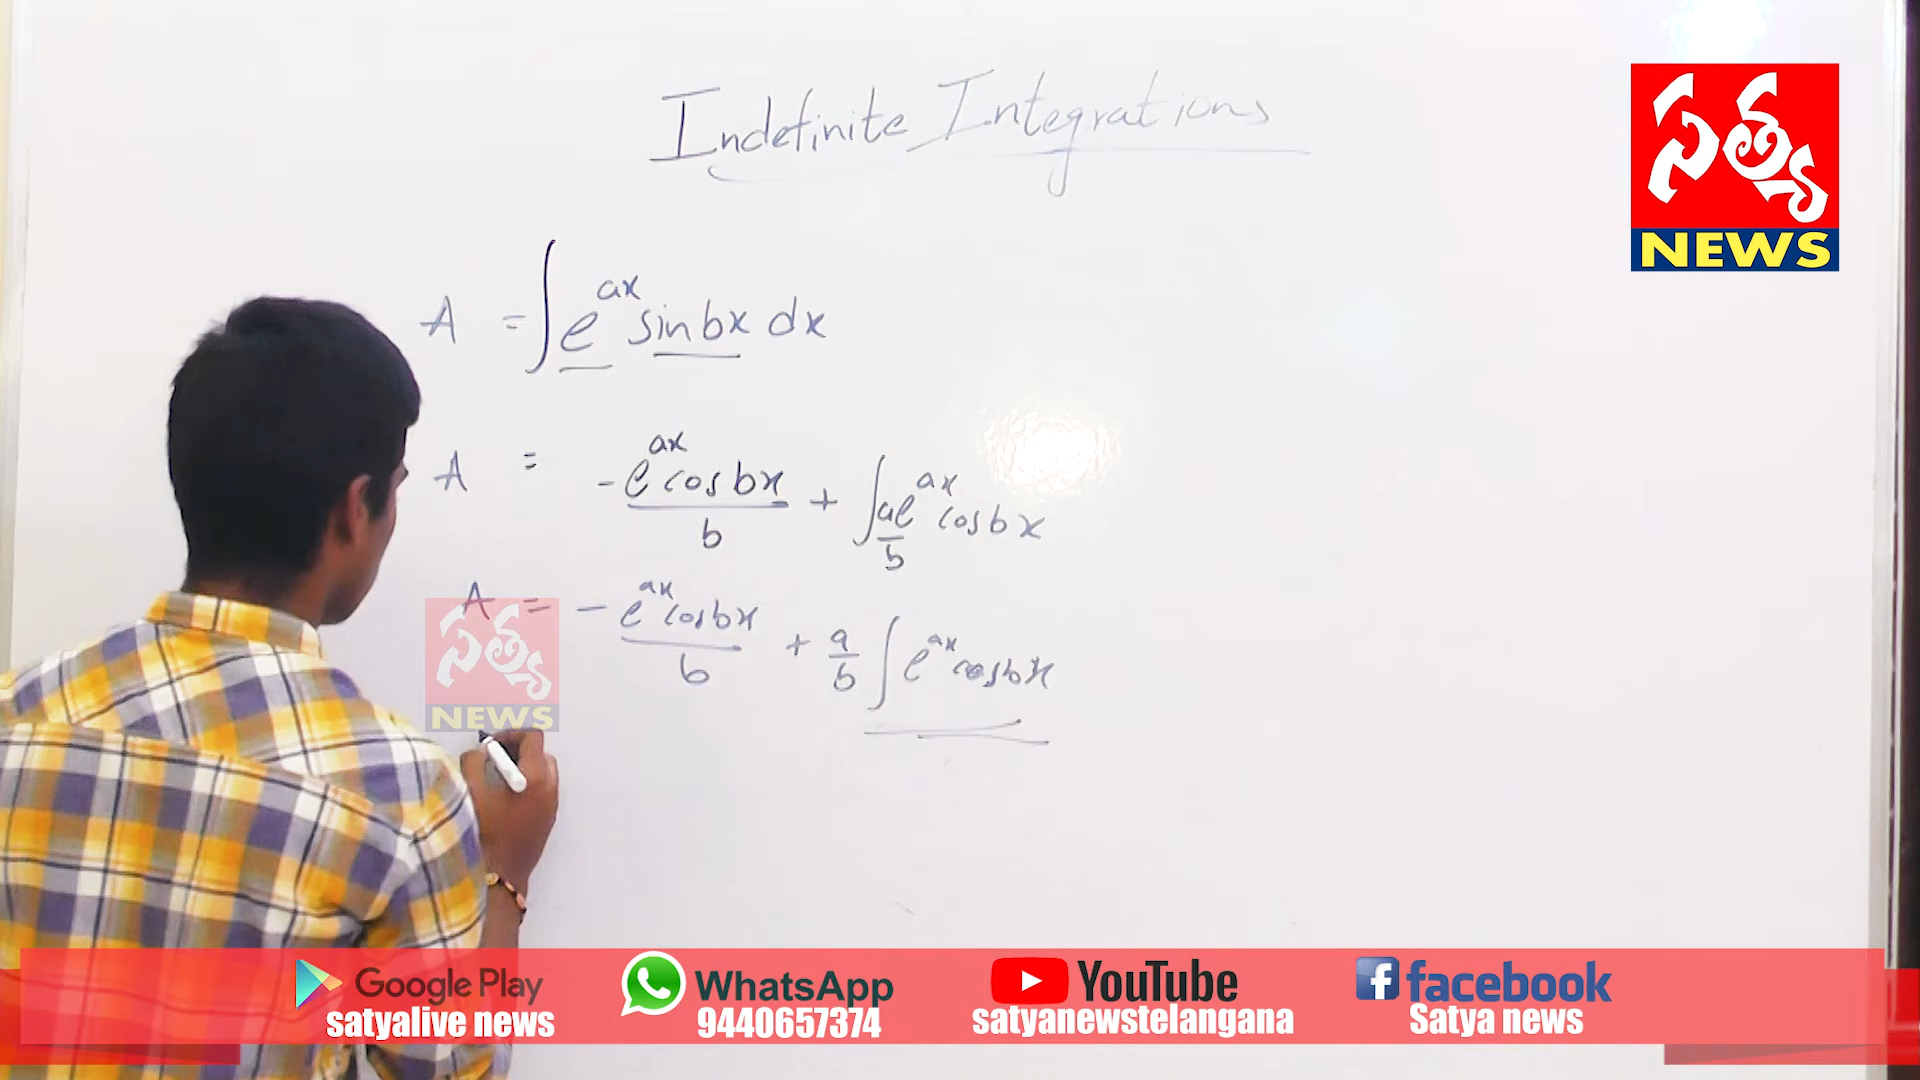 Indefinite Integrations
సత్య
NEWS
A = ∫ e^ax sin bx dx
A = -e^ax cos bx / b + ∫ ae^ax / b cos bx
A = - e^ax cos bx / b + a/b ∫ e^ax cos bx
సత్య
NEWS
Google Play
satyalive news
WhatsApp
9440657374
YouTube
satyanewstelangana
facebook
Satya news